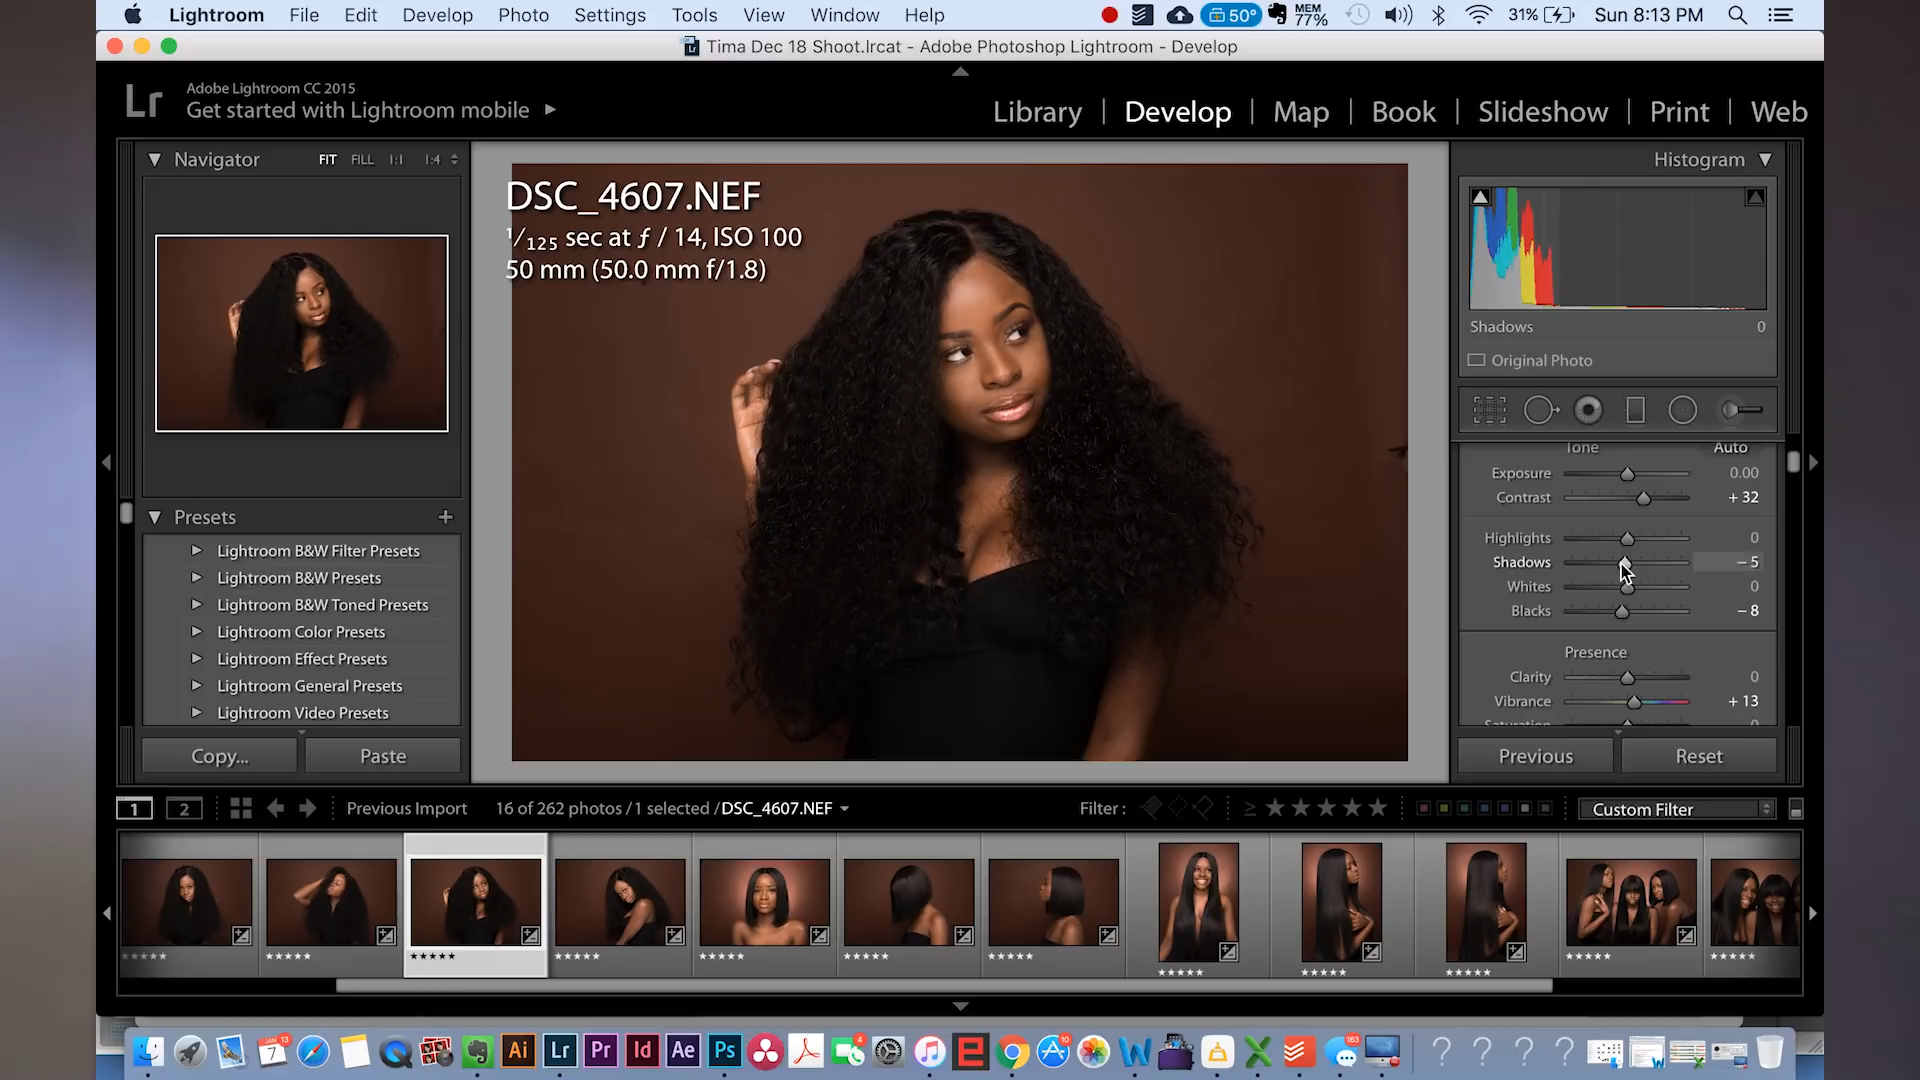 Lightroom File Edit Develop Photo Settings Tools View Window Help 50° MEM 77% 31% Sun 8:13 PM
Tima Dec 18 Shoot.lrcat - Adobe Photoshop Lightroom - Develop
Lr
Adobe Lightroom CC 2015
Get started with Lightroom mobile
Library | Develop | Map | Book | Slideshow | Print | Web
Navigator FIT FILL 1:1 1:4
Histogram
DSC_4607.NEF
1/125 sec at ƒ / 14, ISO 100
50 mm (50.0 mm f/1.8)
Shadows 0
Original Photo
Tone Auto
Exposure 0.00
Contrast + 32
Highlights 0
Shadows – 5
Whites 0
Blacks – 8
Presence
Clarity 0
Vibrance + 13
Saturation 0
Presets +
Lightroom B&W Filter Presets
Lightroom B&W Presets
Lightroom B&W Toned Presets
Lightroom Color Presets
Lightroom Effect Presets
Lightroom General Presets
Lightroom Video Presets
Copy... Paste
Previous Reset
1 2 Previous Import 16 of 262 photos / 1 selected / DSC_4607.NEF Filter : ≥ ★★★★★ Custom Filter
13 7 Ai Lr Pr Id Ae Ps 4 10 W X 163 ? ? ? ?